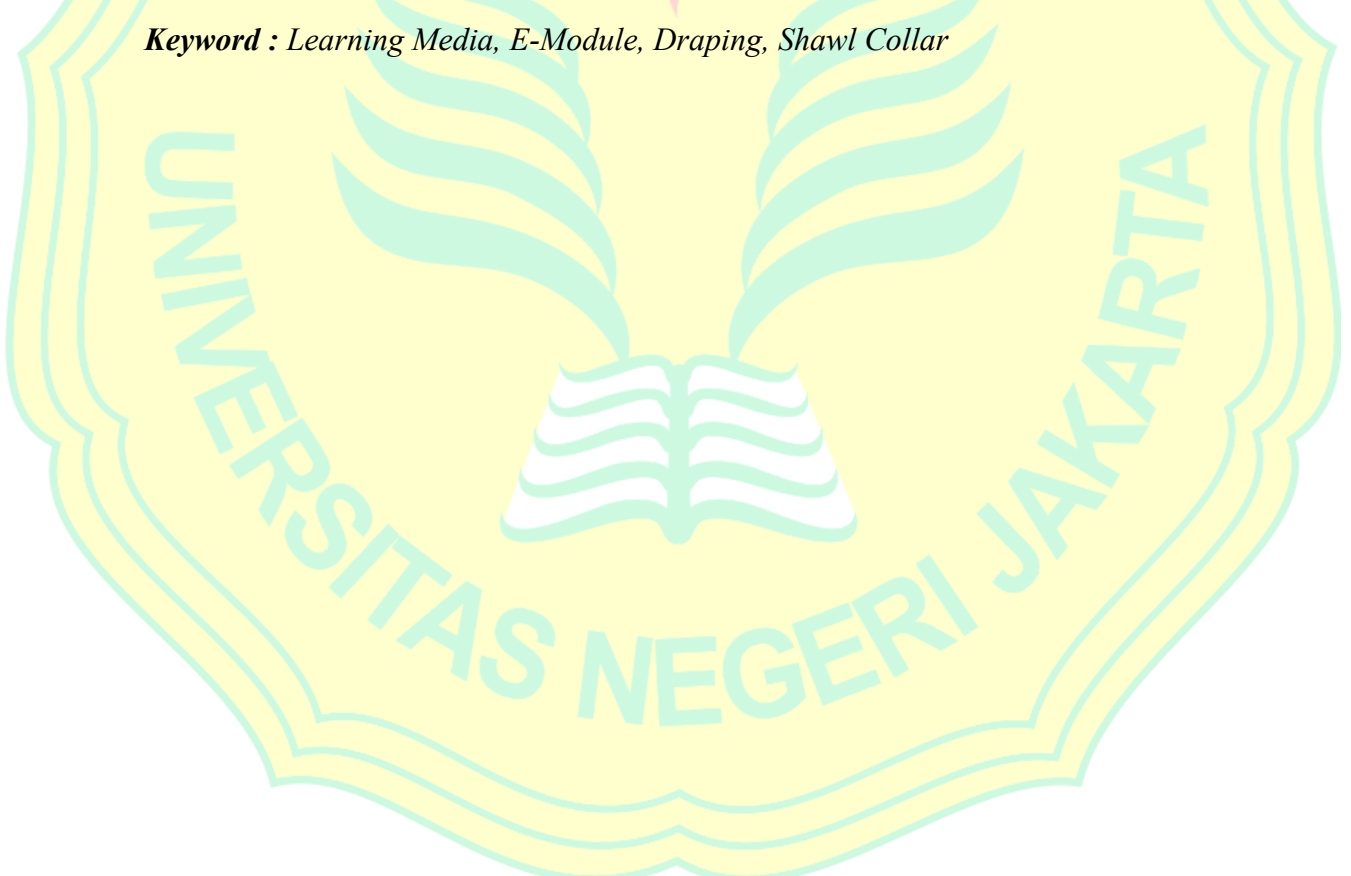 Keyword : Learning Media, E-Module, Draping, Shawl Collar
UNIVERSITAS NEGERI JAKARTA